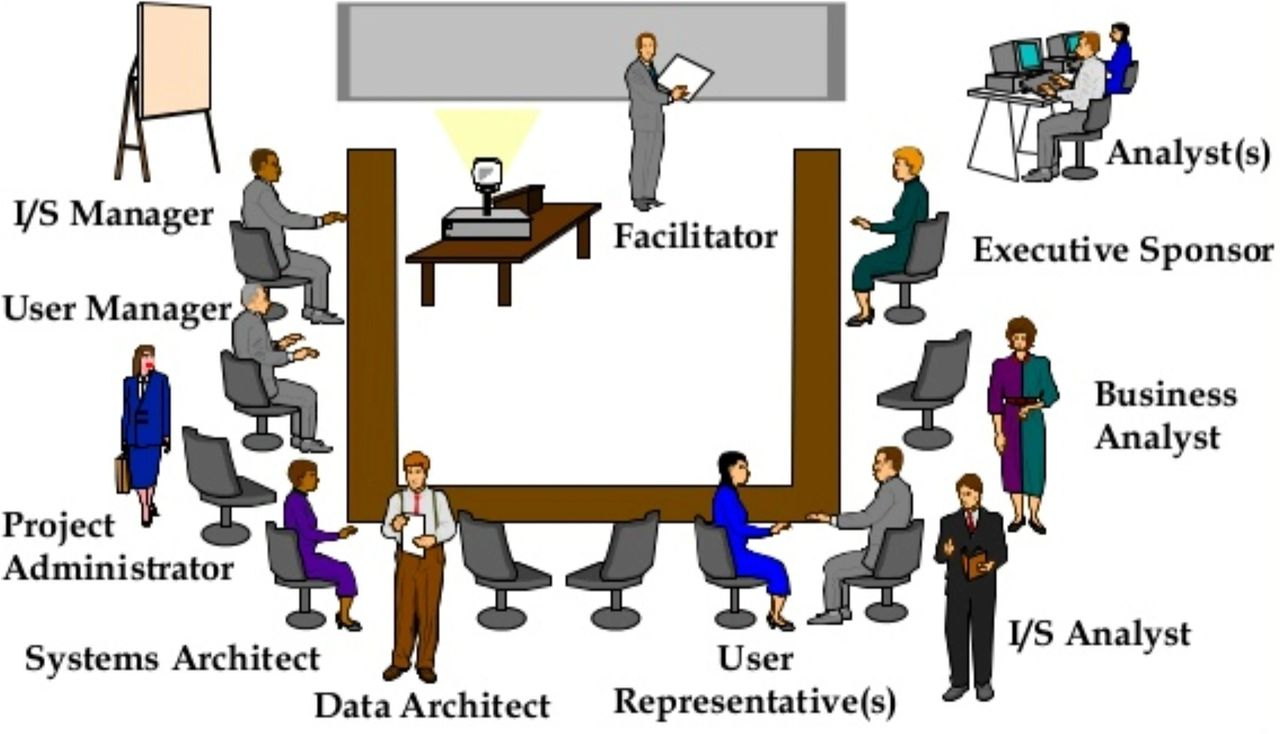 Analyst(s)
I/S Manager
Facilitator
Executive Sponsor
User Manager
Business
Analyst
Project
Administrator
I/S Analyst
Systems Architect
User
Representative(s)
Data Architect